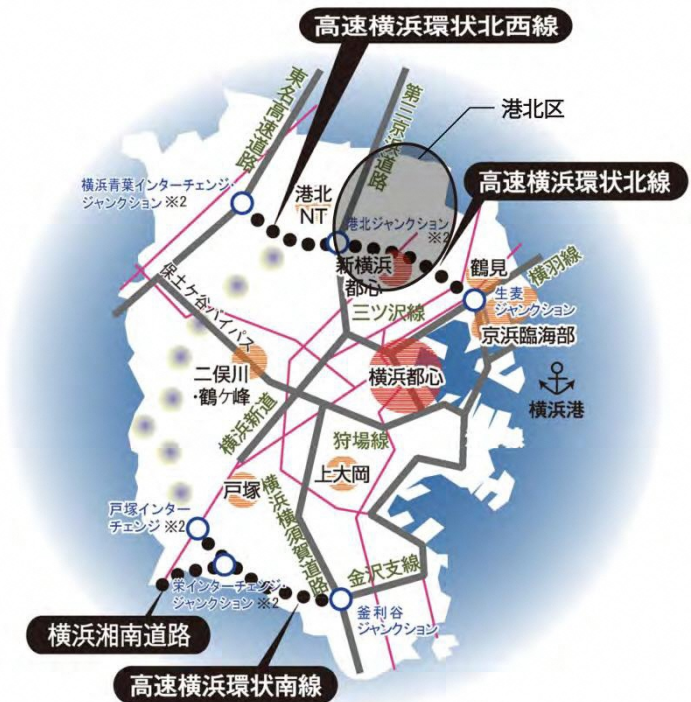 高速横浜環状北西線
東名高速道路
第三京浜道路
港北区
横浜青葉インターチェンジ・
ジャンクション ※2
港北
NT
港北ジャンクション
※2
高速横浜環状北線
新横浜
都心
鶴見
横羽線
生麦
ジャンクション
保土ケ谷バイパス
三ツ沢線
京浜臨海部
二俣川
・鶴ケ峰
横浜都心
横浜港
横浜新道
狩場線
上大岡
戸塚
横浜横須賀道路
戸塚インター
チェンジ ※2
金沢支線
栄インターチェンジ・
ジャンクション ※2
釜利谷
ジャンクション
横浜湘南道路
高速横浜環状南線